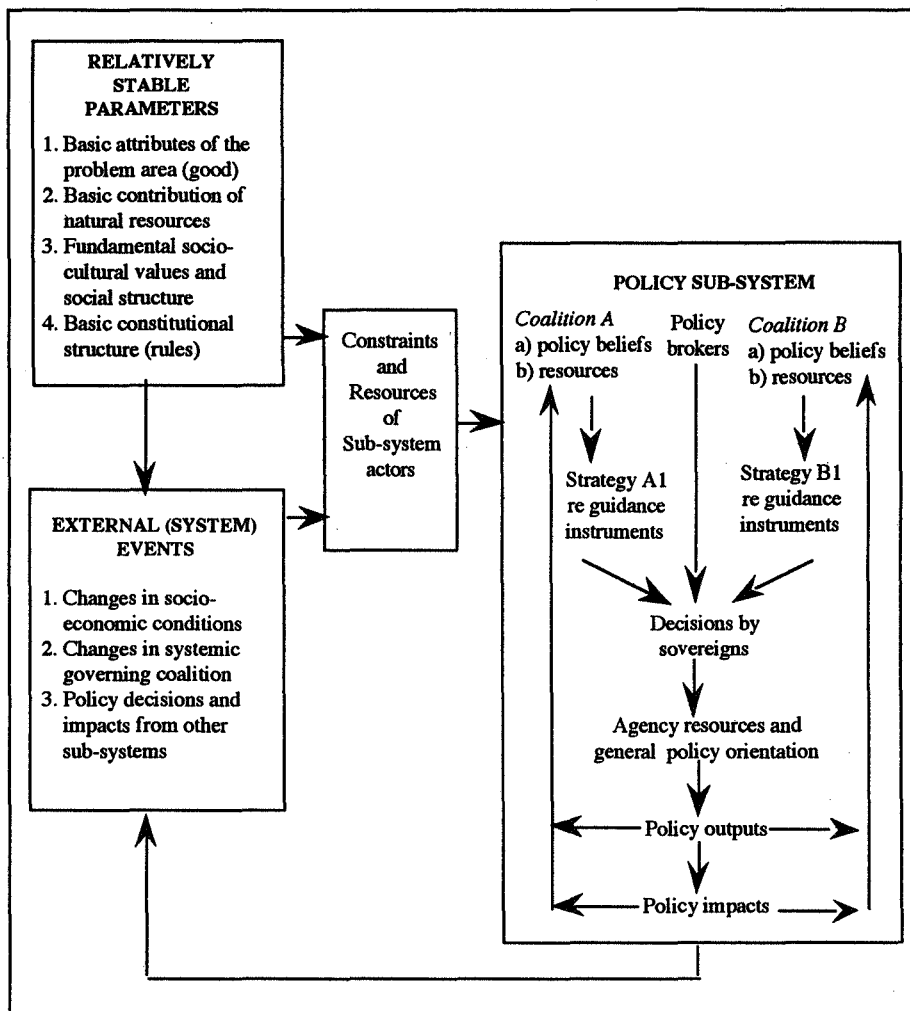 RELATIVELY
STABLE
PARAMETERS
1. Basic attributes of the
problem area (good)
2. Basic contribution of
natural resources
3. Fundamental socio-
cultural values and
social structure
4. Basic constitutional
structure (rules)
EXTERNAL (SYSTEM)
EVENTS
1. Changes in socio-
economic conditions
2. Changes in systemic
governing coalition
3. Policy decisions and
impacts from other
sub-systems
Constraints
and
Resources
of
Sub-system
actors
POLICY SUB-SYSTEM
Coalition A
a) policy beliefs
b) resources
Policy
brokers
Coalition B
a) policy beliefs
b) resources
Strategy A1
re guidance
instruments
Strategy B1
re guidance
instruments
Decisions by
sovereigns
Agency resources and
general policy orientation
Policy outputs
Policy impacts